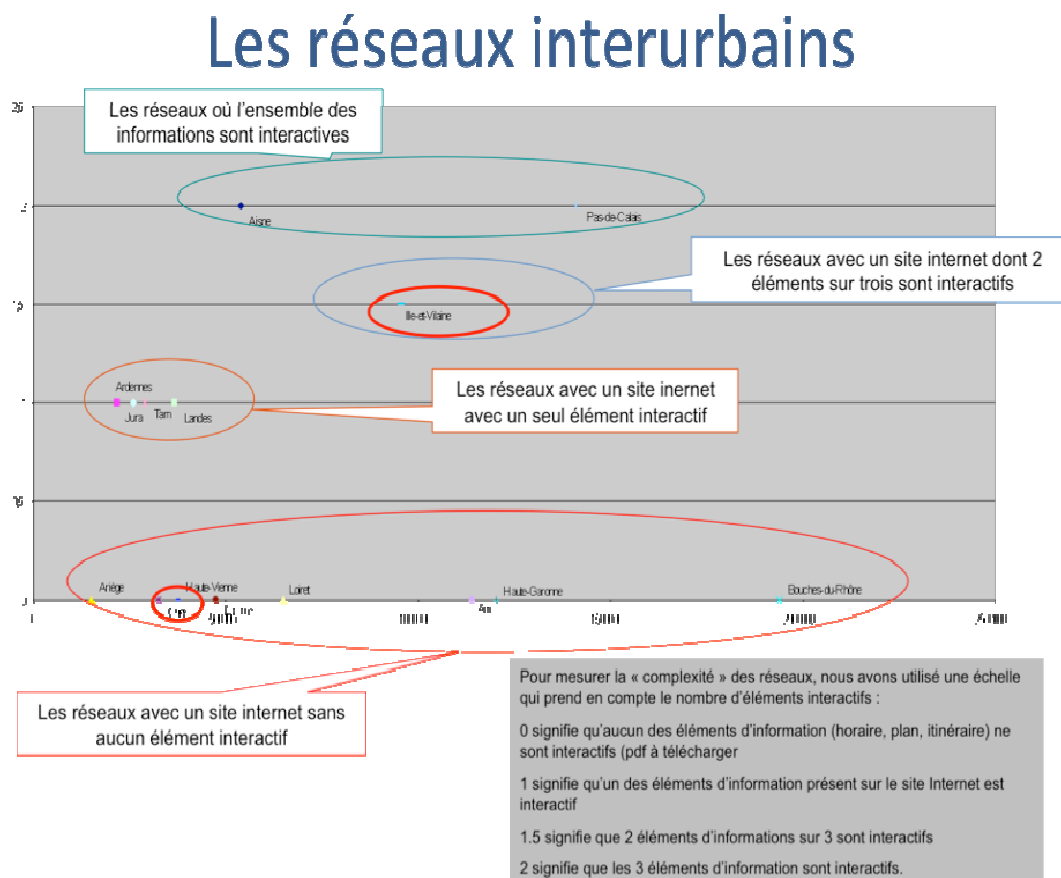 Les réseaux interurbains
Les réseaux où l'ensemble des
informations sont interactives
Aisne
Pas-de-Calais
Les réseaux avec un site internet dont 2
éléments sur trois sont interactifs
Ille-et-Vilaine
Ardennes
Jura
Tarn
Landes
Les réseaux avec un site inernet
avec un seul élément interactif
Ariège
Haute-Vienne
Loiret
Haute-Garonne
Bouches-du-Rhône
0
Les réseaux avec un site internet sans
aucun élément interactif
Pour mesurer la « complexité » des réseaux, nous avons utilisé une échelle
qui prend en compte le nombre d'éléments interactifs :
0 signifie qu'aucun des éléments d'information (horaire, plan, itinéraire) ne
sont interactifs (pdf à télécharger
1 signifie qu'un des éléments d'information présent sur le site Internet est
interactif
1.5 signifie que 2 éléments d'informations sur 3 sont interactifs
2 signifie que les 3 éléments d'information sont interactifs.